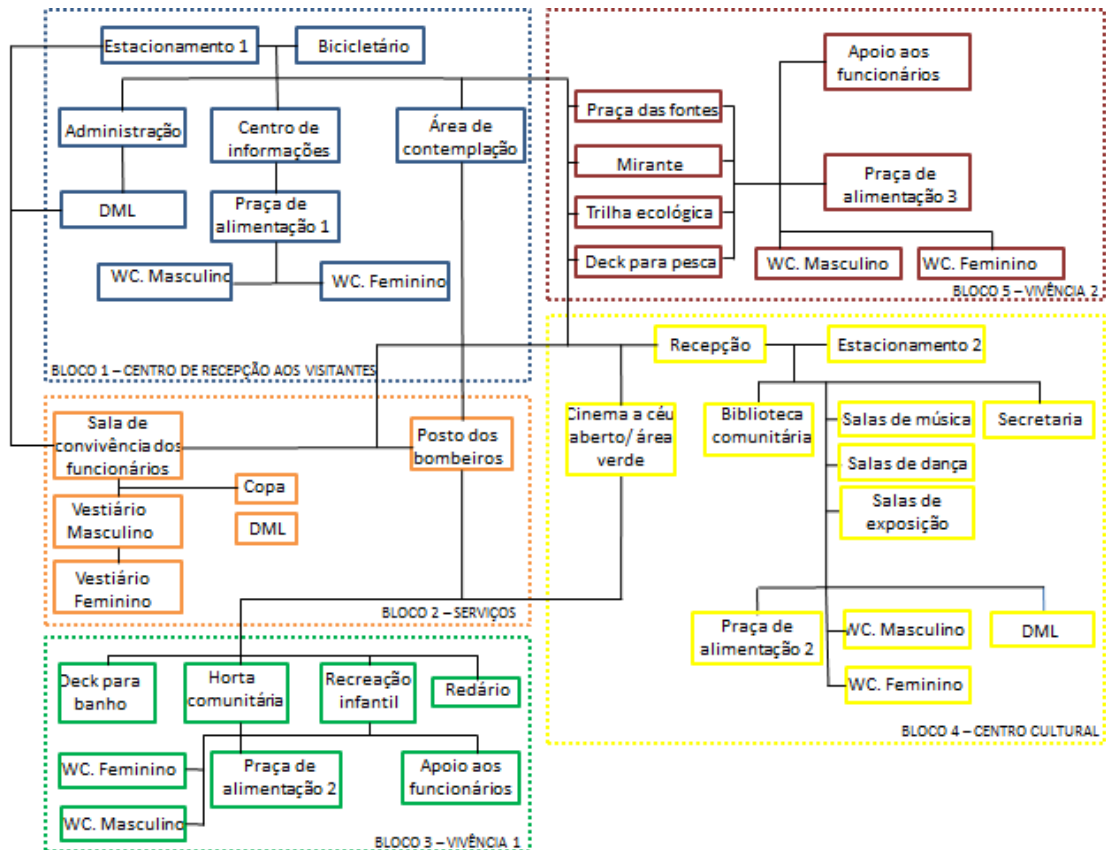 Estacionamento 1
Bicicletário
Administração
Centro de
informações
Área de
contemplação
DML
Praça de
alimentação 1
WC. Masculino
WC. Feminino
BLOCO 1 – CENTRO DE RECEPÇÃO AOS VISITANTES
Apoio aos
funcionários
Praça das fontes
Mirante
Praça de
alimentação 3
Trilha ecológica
Deck para pesca
WC. Masculino
WC. Feminino
BLOCO 5 – VIVÊNCIA 2
Sala de
convivência dos
funcionários
Posto dos
bombeiros
Copa
Vestiário
Masculino
DML
Vestiário
Feminino
BLOCO 2 – SERVIÇOS
Recepção
Estacionamento 2
Cinema a céu
aberto/ área
verde
Biblioteca
comunitária
Salas de música
Secretaria
Salas de dança
Salas de
exposição
Praça de
alimentação 2
WC. Masculino
DML
WC. Feminino
BLOCO 4 – CENTRO CULTURAL
Deck para
banho
Horta
comunitária
Recreação
infantil
Redário
WC. Feminino
Praça de
alimentação 2
Apoio aos
funcionários
WC. Masculino
BLOCO 3 – VIVÊNCIA 1